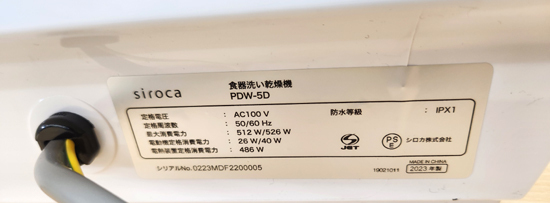 siroca
食器洗い乾燥機
PDW-5D
定格電圧 : AC100 V
定格周波数 : 50/60 Hz
最大消費電力 : 512 W/526 W
電動機定格消費電力 : 26 W/40 W
電熱装置定格消費電力 : 486 W
防水等級 : IPX1
JET
PS
E
シロカ株式会社
シリアルNo.0223MDF2200005
MADE IN CHINA
19021011
2023 年製